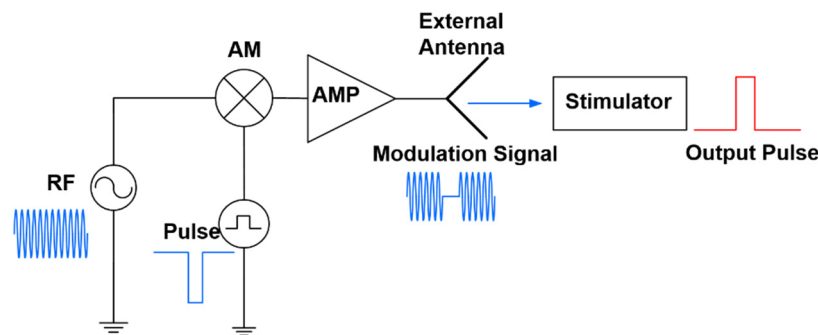 External
Antenna
AM
AMP
Stimulator
Modulation Signal
Output Pulse
RF
Pulse